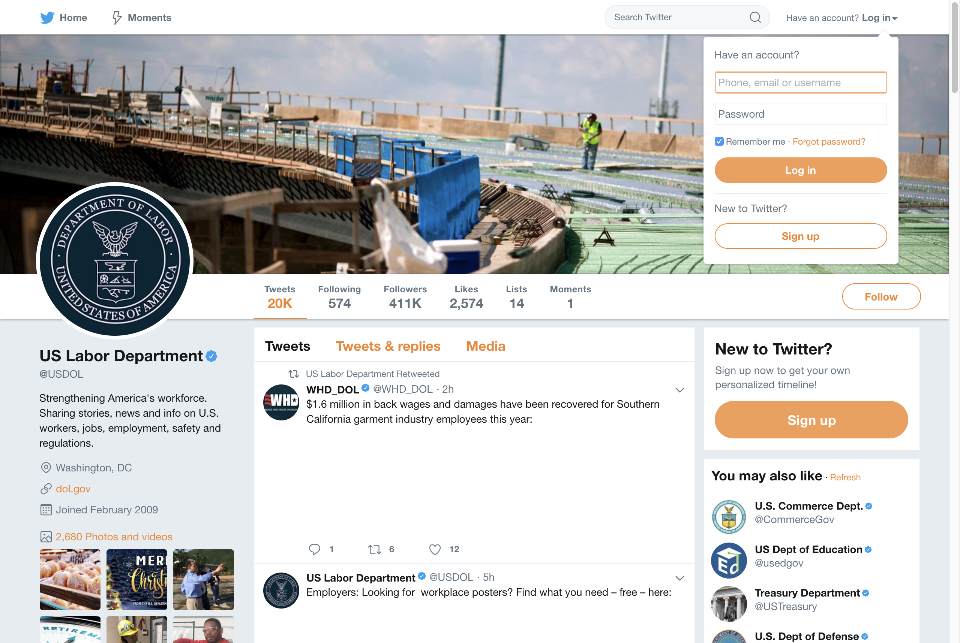 Home
Moments
Search Twitter
Have an account? Log in
Have an account?
Phone, email or username
Password
Remember me · Forgot password?
Log in
New to Twitter?
Sign up
DEPARTMENT OF LABOR
UNITED STATES OF AMERICA
Tweets
20K
Following
574
Followers
411K
Likes
2,574
Lists
14
Moments
1
Follow
US Labor Department
@USDOL
Strengthening America's workforce.
Sharing stories, news and info on U.S.
workers, jobs, employment, safety and
regulations.
Washington, DC
dol.gov
Joined February 2009
2,680 Photos and videos
MERR
Christ
Tweets
Tweets & replies
Media
US Labor Department Retweeted
WHD_DOL @WHD_DOL · 2h
WHD
$1.6 million in back wages and damages have been recovered for Southern
California garment industry employees this year:
1
6
12
US Labor Department @USDOL · 5h
Employers: Looking for workplace posters? Find what you need – free – here:
New to Twitter?
Sign up now to get your own
personalized timeline!
Sign up
You may also like · Refresh
U.S. Commerce Dept.
@CommerceGov
US Dept of Education
@usedgov
Ed
Treasury Department
@USTreasury
U.S. Dept of Defense